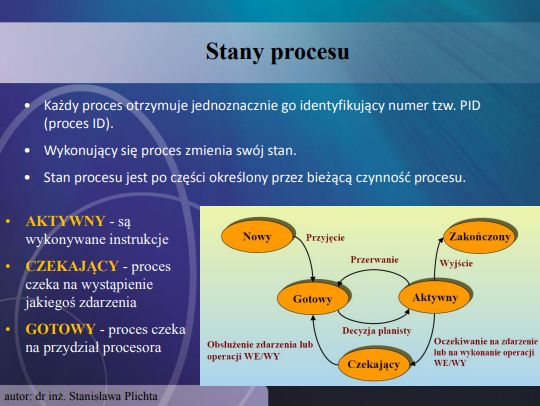 Stany procesu
• Każdy proces otrzymuje jednoznacznie go identyfikujący numer tzw. PID
(proces ID).
• Wykonujący się proces zmienia swój stan.
• Stan procesu jest po części określony przez bieżącą czynność procesu.
• AKTYWNY - są
wykonywane instrukcje
• CZEKAJĄCY - proces
czeka na wystąpienie
jakiegoś zdarzenia
• GOTOWY - proces czeka
na przydział procesora
Nowy
Przyjęcie
Zakończony
Przerwanie
Wyjście
Gotowy
Aktywny
Decyzja planisty
Obsłużenie zdarzenia lub
operacji WE/WY
Oczekiwanie na zdarzenie
lub na wykonanie operacji
WE/WY
Czekający
autor: dr inż. Stanisława Plichta